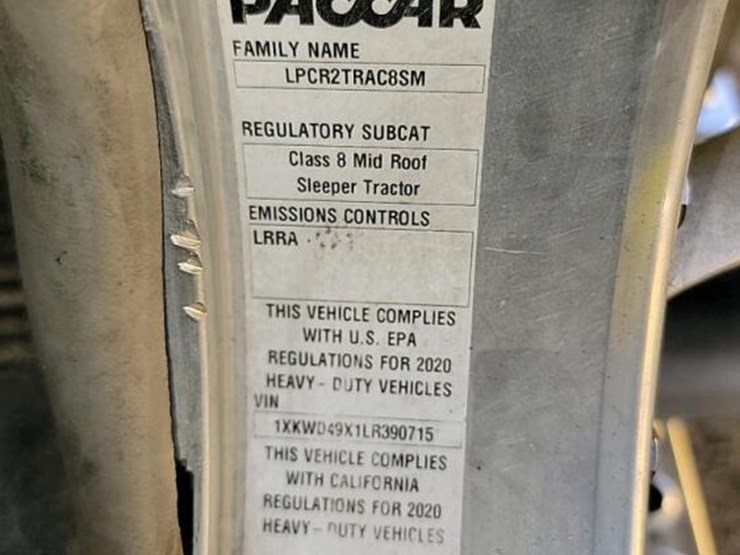 PACCAR
FAMILY NAME
LPCR2TRAC8SM
REGULATORY SUBCAT
Class 8 Mid Roof
Sleeper Tractor
EMISSIONS CONTROLS
LRRA
THIS VEHICLE COMPLIES
WITH U.S. EPA
REGULATIONS FOR 2020
HEAVY- DUTY VEHICLES
VIN
1XKWD49X1LR390715
THIS VEHICLE COMPLIES
WITH CALIFORNIA
REGULATIONS FOR 2020
HEAVY- DUTY VEHICLES